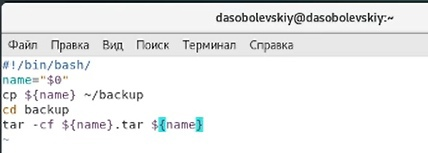 dasobolevskiy@dasobolevskiy:~
Файл Правка Вид Поиск Терминал Справка
#!/bin/bash/
name="$0"
cp ${name} ~/backup
cd backup
tar -cf ${name}.tar ${name}
~